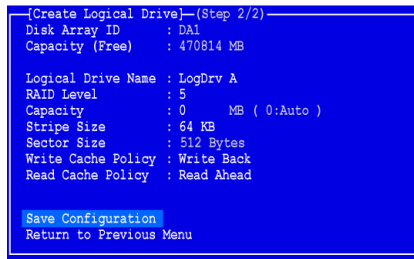 [Create Logical Drive]—(Step 2/2)
Disk Array ID : DA1
Capacity (Free) : 470814 MB
Logical Drive Name : LogDrv A
RAID Level : 5
Capacity : 0 MB ( 0:Auto )
Stripe Size : 64 KB
Sector Size : 512 Bytes
Write Cache Policy : Write Back
Read Cache Policy : Read Ahead
Save Configuration
Return to Previous Menu